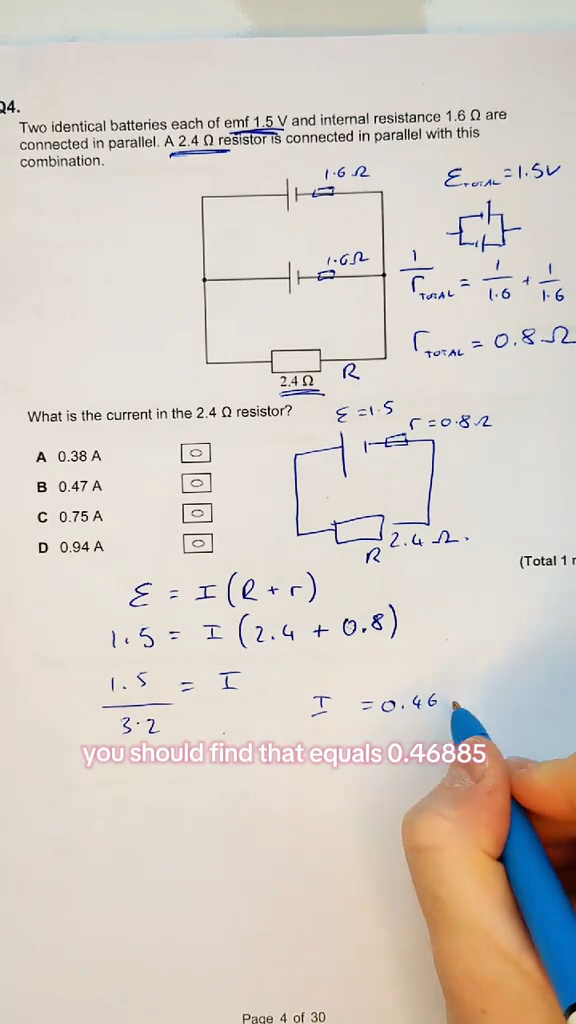 Q4.
Two identical batteries each of emf 1.5 V and internal resistance 1.6 Ω are
connected in parallel. A 2.4 Ω resistor is connected in parallel with this
combination.
1.6 Ω
ε TOTAL = 1.5V
1.6Ω
1/r TOTAL = 1/1.6 + 1/1.6
r TOTAL = 0.8 Ω
2.4 Ω
R
What is the current in the 2.4 Ω resistor?
ε = 1.5
r = 0.8Ω
A 0.38 A
B 0.47 A
C 0.75 A
D 0.94 A
R 2.4 Ω.
(Total 1
ε = I (R + r)
1.5 = I (2.4 + 0.8)
1.5/3.2 = I
I = 0.46
you should find that equals 0.46885
Page 4 of 30